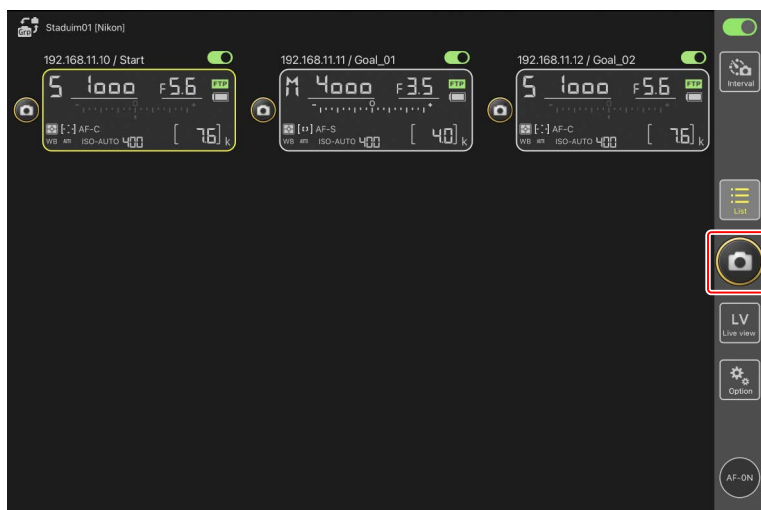 Grp Staduim01 [Nikon]
192.168.11.10 / Start
S 1000 F5.6 FTP
AF-C
WB ISO-AUTO 400 [ 7.6] k
192.168.11.11 / Goal_01
M 4000 F3.5 FTP
AF-S
WB ISO-AUTO 400 [ 4.0] k
192.168.11.12 / Goal_02
S 1000 F5.6 FTP
AF-C
WB ISO-AUTO 400 [ 7.6] k
Interval
List
LV
Live view
Option
AF-ON